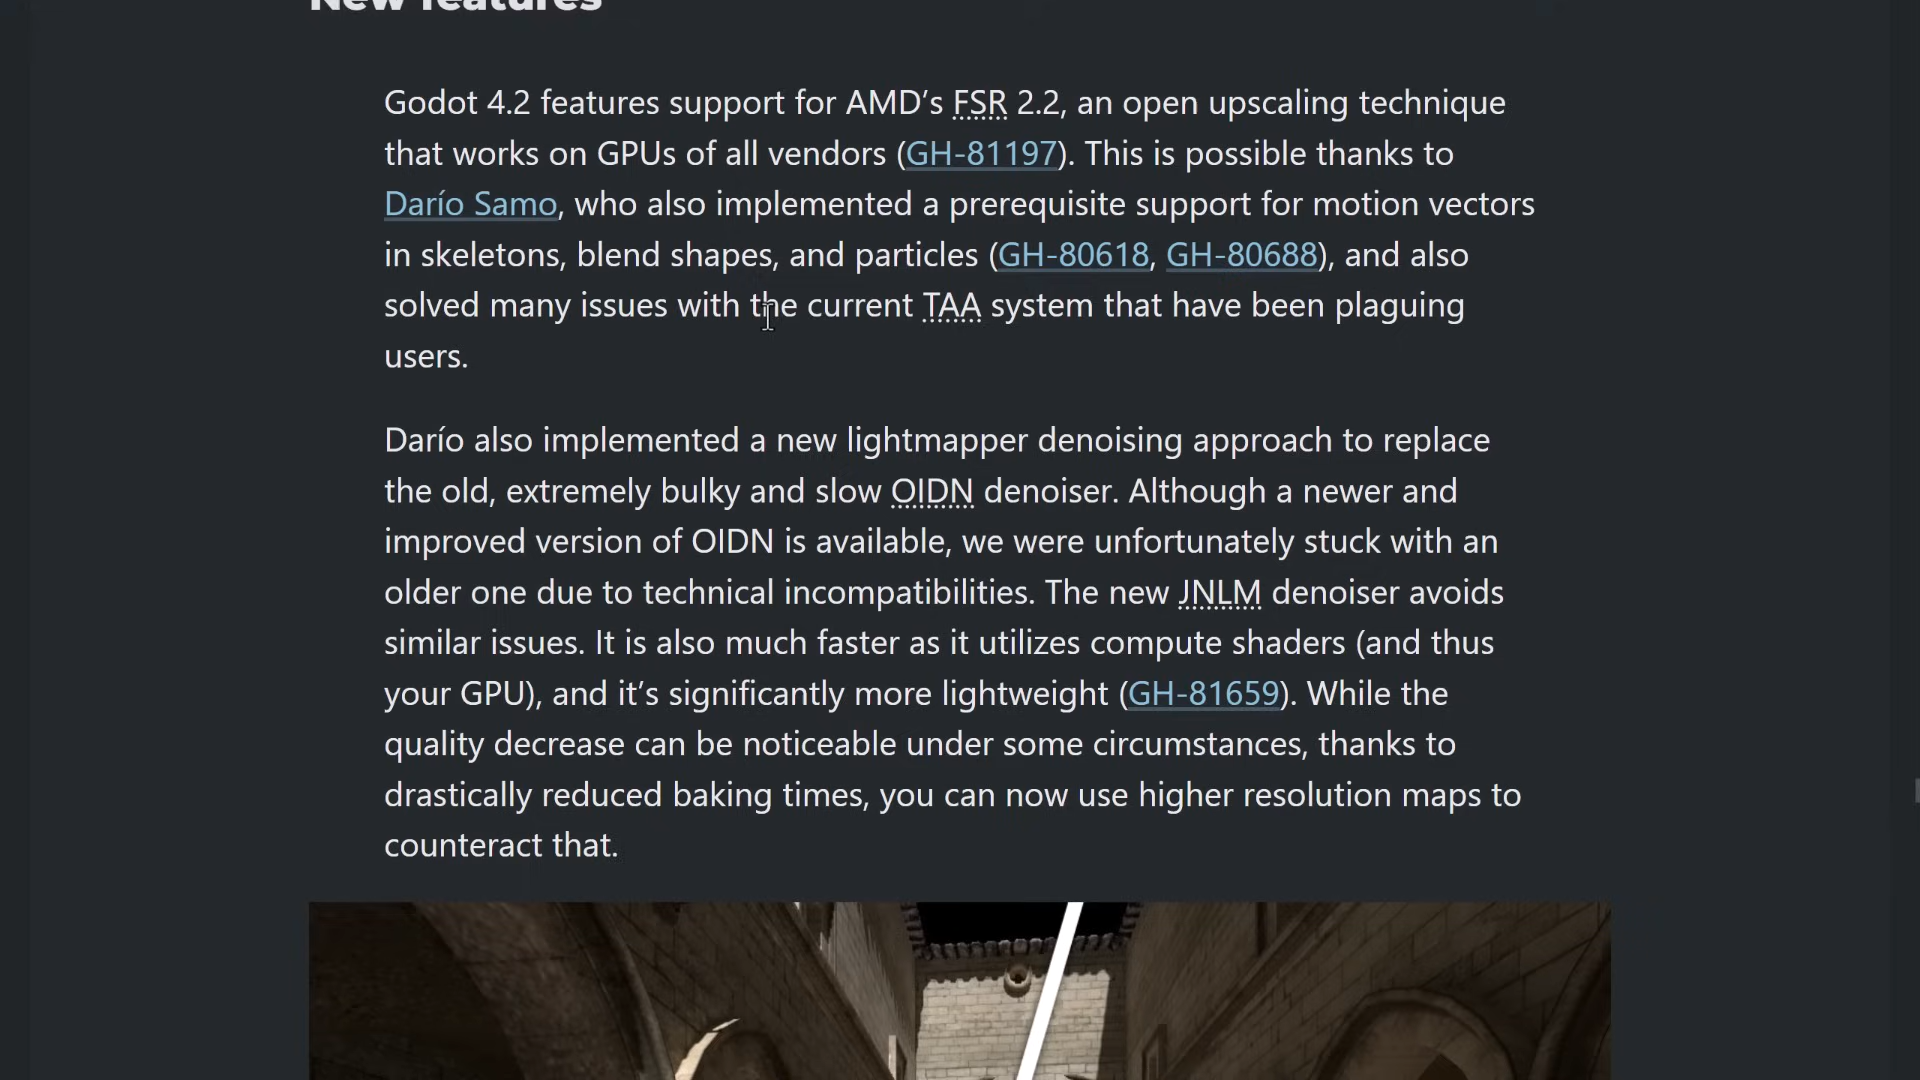 New features
Godot 4.2 features support for AMD’s FSR 2.2, an open upscaling technique
that works on GPUs of all vendors (GH-81197). This is possible thanks to
Darío Samo, who also implemented a prerequisite support for motion vectors
in skeletons, blend shapes, and particles (GH-80618, GH-80688), and also
solved many issues with the current TAA system that have been plaguing
users.
Darío also implemented a new lightmapper denoising approach to replace
the old, extremely bulky and slow OIDN denoiser. Although a newer and
improved version of OIDN is available, we were unfortunately stuck with an
older one due to technical incompatibilities. The new JNLM denoiser avoids
similar issues. It is also much faster as it utilizes compute shaders (and thus
your GPU), and it’s significantly more lightweight (GH-81659). While the
quality decrease can be noticeable under some circumstances, thanks to
drastically reduced baking times, you can now use higher resolution maps to
counteract that.